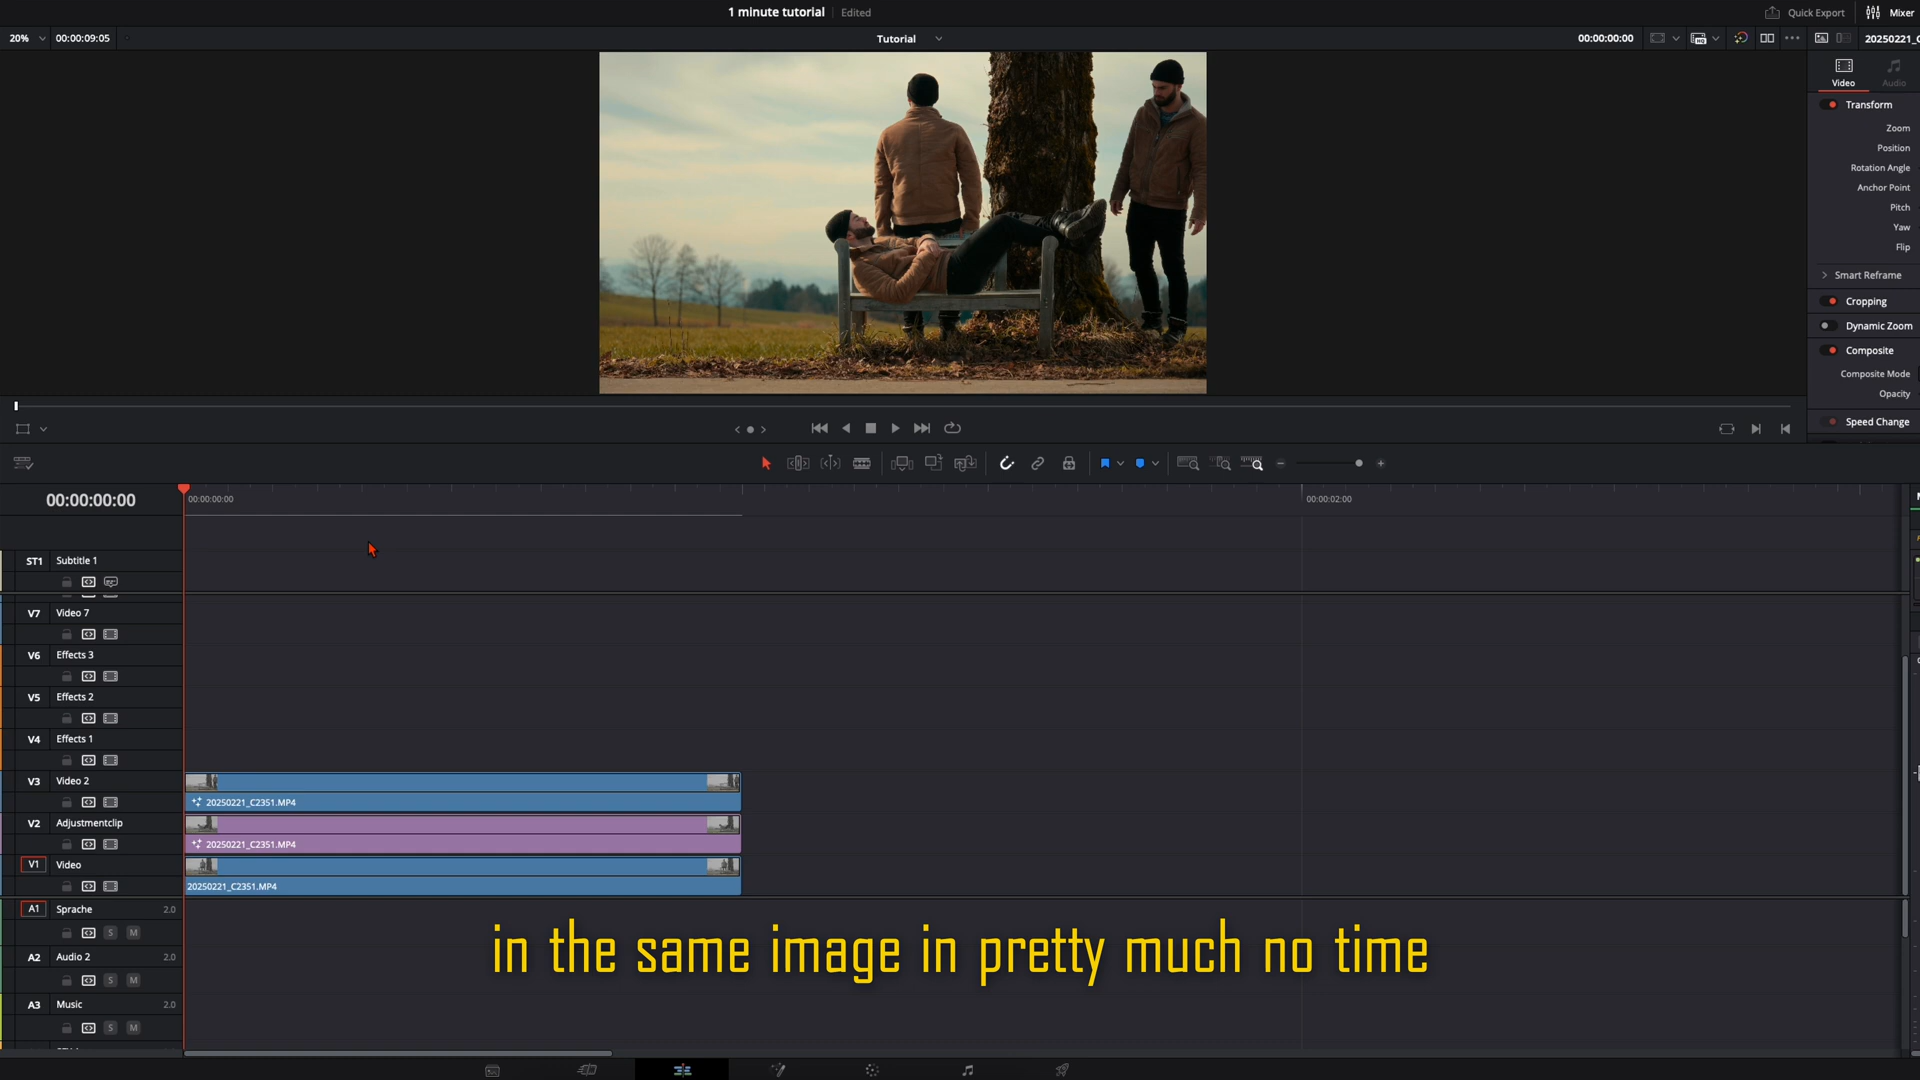 1 minute tutorial
Edited
Quick Export
Mixer
20%
00:00:09:05
Tutorial
00:00:00:00
20250221_C
Video
Audio
Transform
Zoom
Position
Rotation Angle
Anchor Point
Pitch
Yaw
Flip
Smart Reframe
Cropping
Dynamic Zoom
Composite
Composite Mode
Opacity
Speed Change
00:00:00:00
00:00:00:00
00:00:02:00
ST1 Subtitle 1
V7 Video 7
V6 Effects 3
V5 Effects 2
V4 Effects 1
V3 Video 2
20250221_C2351.MP4
V2 Adjustmentclip
20250221_C2351.MP4
V1 Video
20250221_C2351.MP4
A1 Sprache 2.0
S M
in the same image in pretty much no time
A2 Audio 2 2.0
S M
A3 Music 2.0
S M